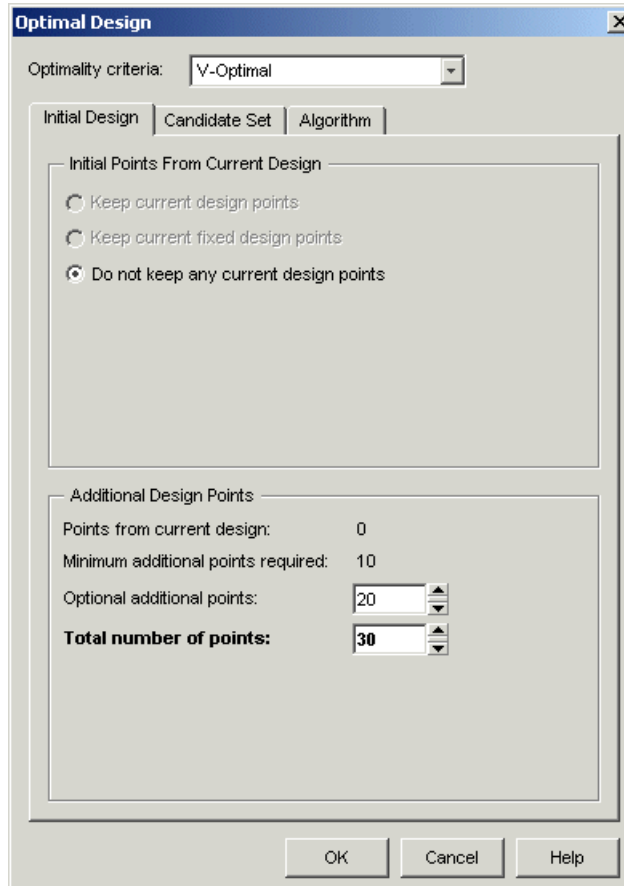 Optimal Design
Optimality criteria: V-Optimal
Initial Design Candidate Set Algorithm
Initial Points From Current Design
Keep current design points
Keep current fixed design points
Do not keep any current design points
Additional Design Points
Points from current design: 0
Minimum additional points required: 10
Optional additional points: 20
Total number of points: 30
OK Cancel Help